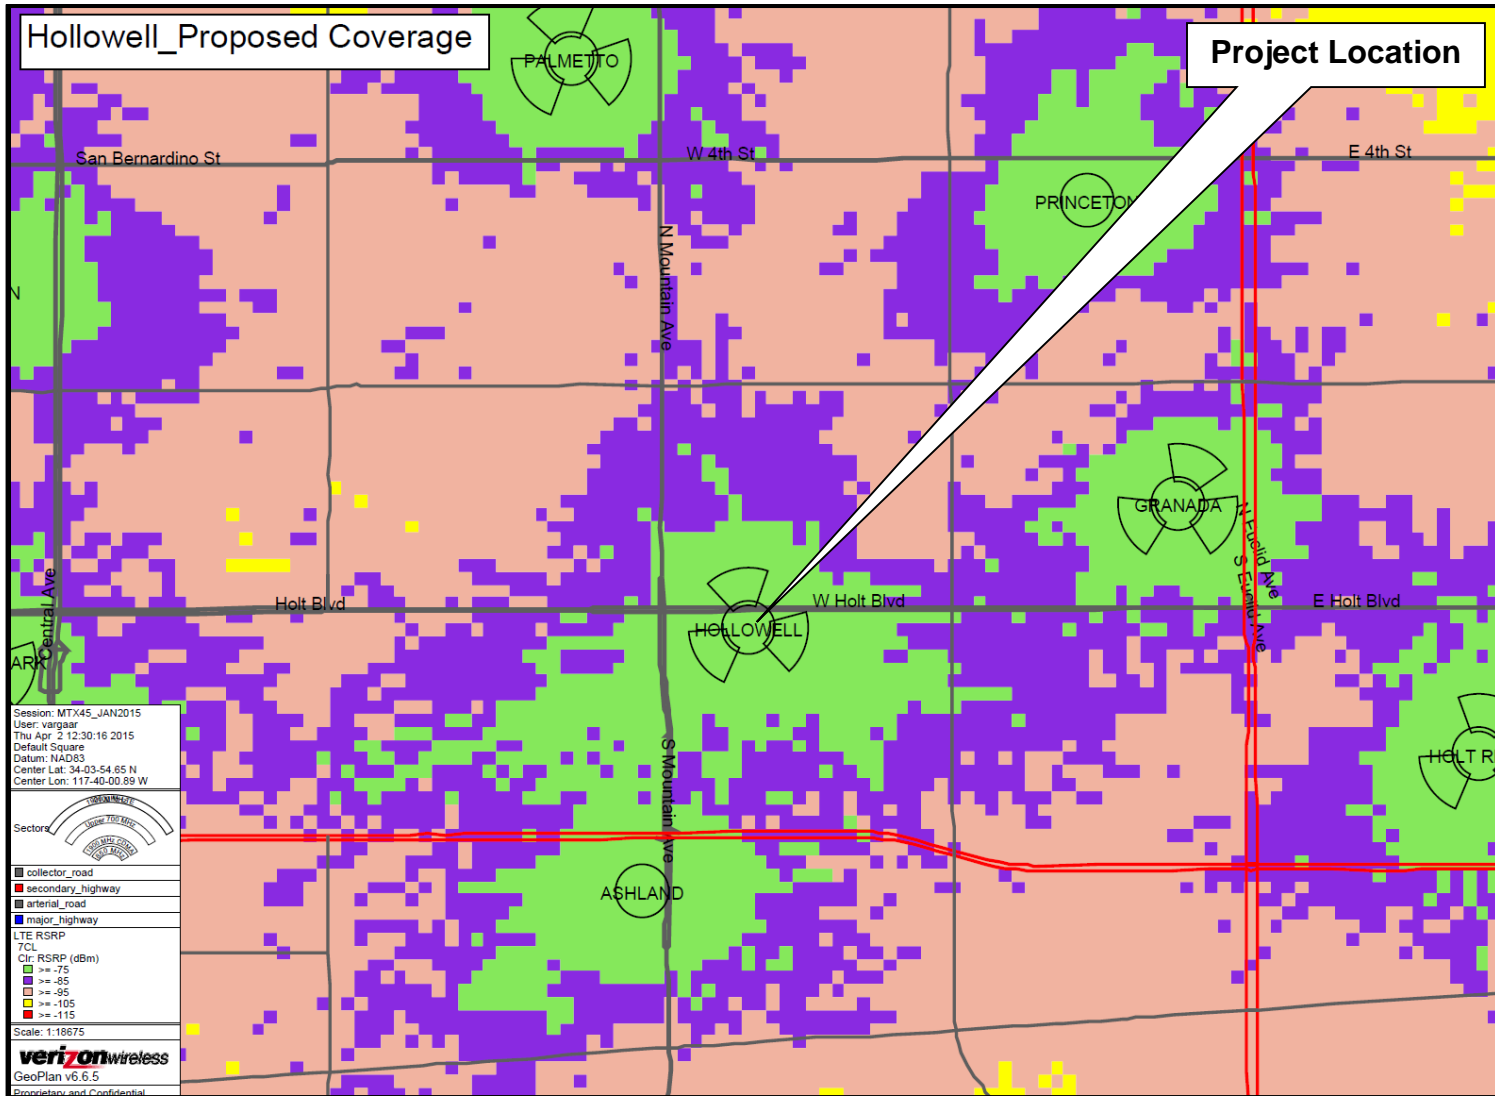 Hollowell_Proposed Coverage
Project Location
PALMETTO
San Bernardino St
W 4th St
E 4th St
PRINCETON
N Mountain Ave
N
GRANADA
N Euclid Ave
S Euclid Ave
Central Ave
Holt Blvd
W Holt Blvd
E Holt Blvd
HOLLOWELL
ARK
S Mountain Ave
HOLT R
ASHLAND
Session: MTX45_JAN2015
User: vargaar
Thu Apr 2 12:30:16 2015
Default Square
Datum: NAD83
Center Lat: 34-03-54.65 N
Center Lon: 117-40-00.89 W
Sectors
Upper 700 MHz
1900MHz CDMA
850 MHz
collector_road
secondary_highway
arterial_road
major_highway
LTE RSRP
7CL
Clr: RSRP (dBm)
>= -75
>= -85
>= -95
>= -105
>= -115
Scale: 1:18675
verizonwireless
GeoPlan v6.6.5
Proprietary and Confidential